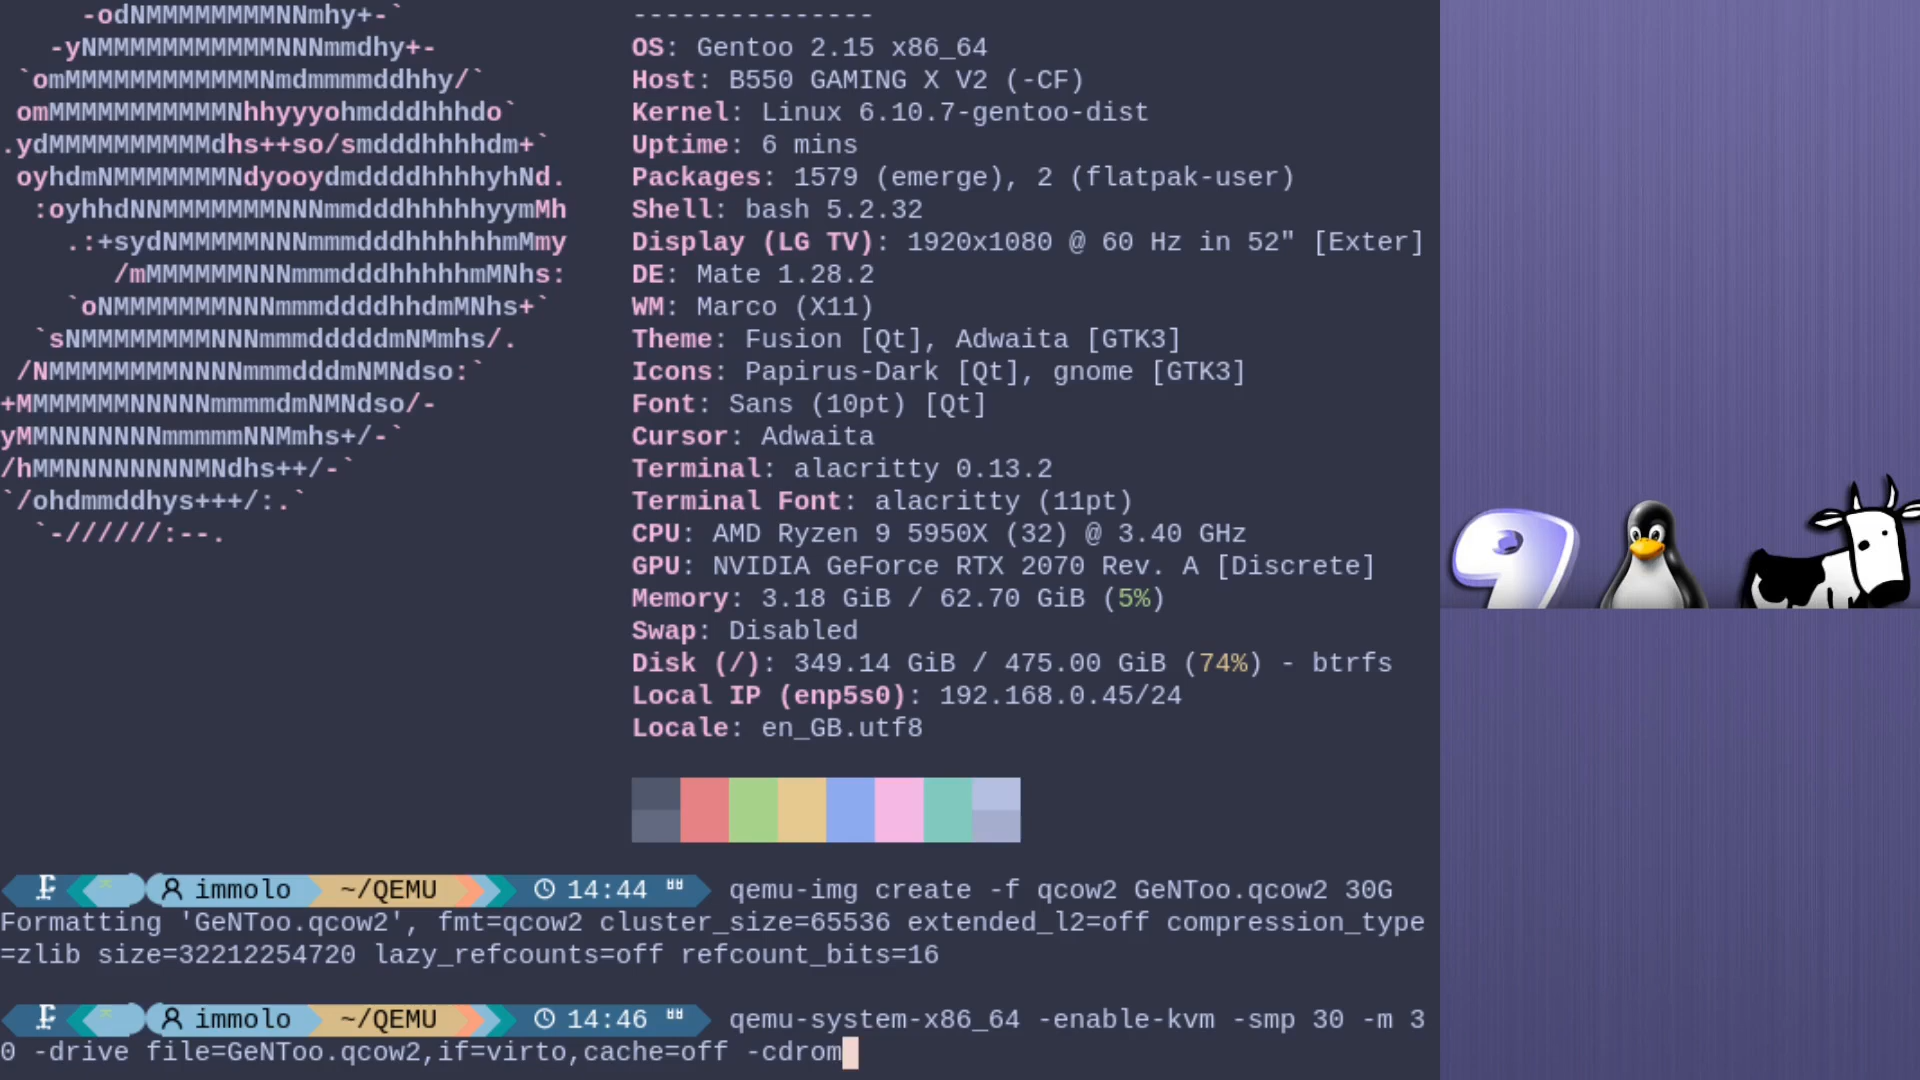 ---------------
OS: Gentoo 2.15 x86_64
Host: B550 GAMING X V2 (-CF)
Kernel: Linux 6.10.7-gentoo-dist
Uptime: 6 mins
Packages: 1579 (emerge), 2 (flatpak-user)
Shell: bash 5.2.32
Display (LG TV): 1920x1080 @ 60 Hz in 52" [Exter]
DE: Mate 1.28.2
WM: Marco (X11)
Theme: Fusion [Qt], Adwaita [GTK3]
Icons: Papirus-Dark [Qt], gnome [GTK3]
Font: Sans (10pt) [Qt]
Cursor: Adwaita
Terminal: alacritty 0.13.2
Terminal Font: alacritty (11pt)
CPU: AMD Ryzen 9 5950X (32) @ 3.40 GHz
GPU: NVIDIA GeForce RTX 2070 Rev. A [Discrete]
Memory: 3.18 GiB / 62.70 GiB (5%)
Swap: Disabled
Disk (/): 349.14 GiB / 475.00 GiB (74%) - btrfs
Local IP (enp5s0): 192.168.0.45/24
Locale: en_GB.utf8
immolo ~/QEMU 14:44 qemu-img create -f qcow2 GeNToo.qcow2 30G
Formatting 'GeNToo.qcow2', fmt=qcow2 cluster_size=65536 extended_l2=off compression_type
=zlib size=32212254720 lazy_refcounts=off refcount_bits=16
immolo ~/QEMU 14:46 qemu-system-x86_64 -enable-kvm -smp 30 -m 3
0 -drive file=GeNToo.qcow2,if=virto,cache=off -cdrom